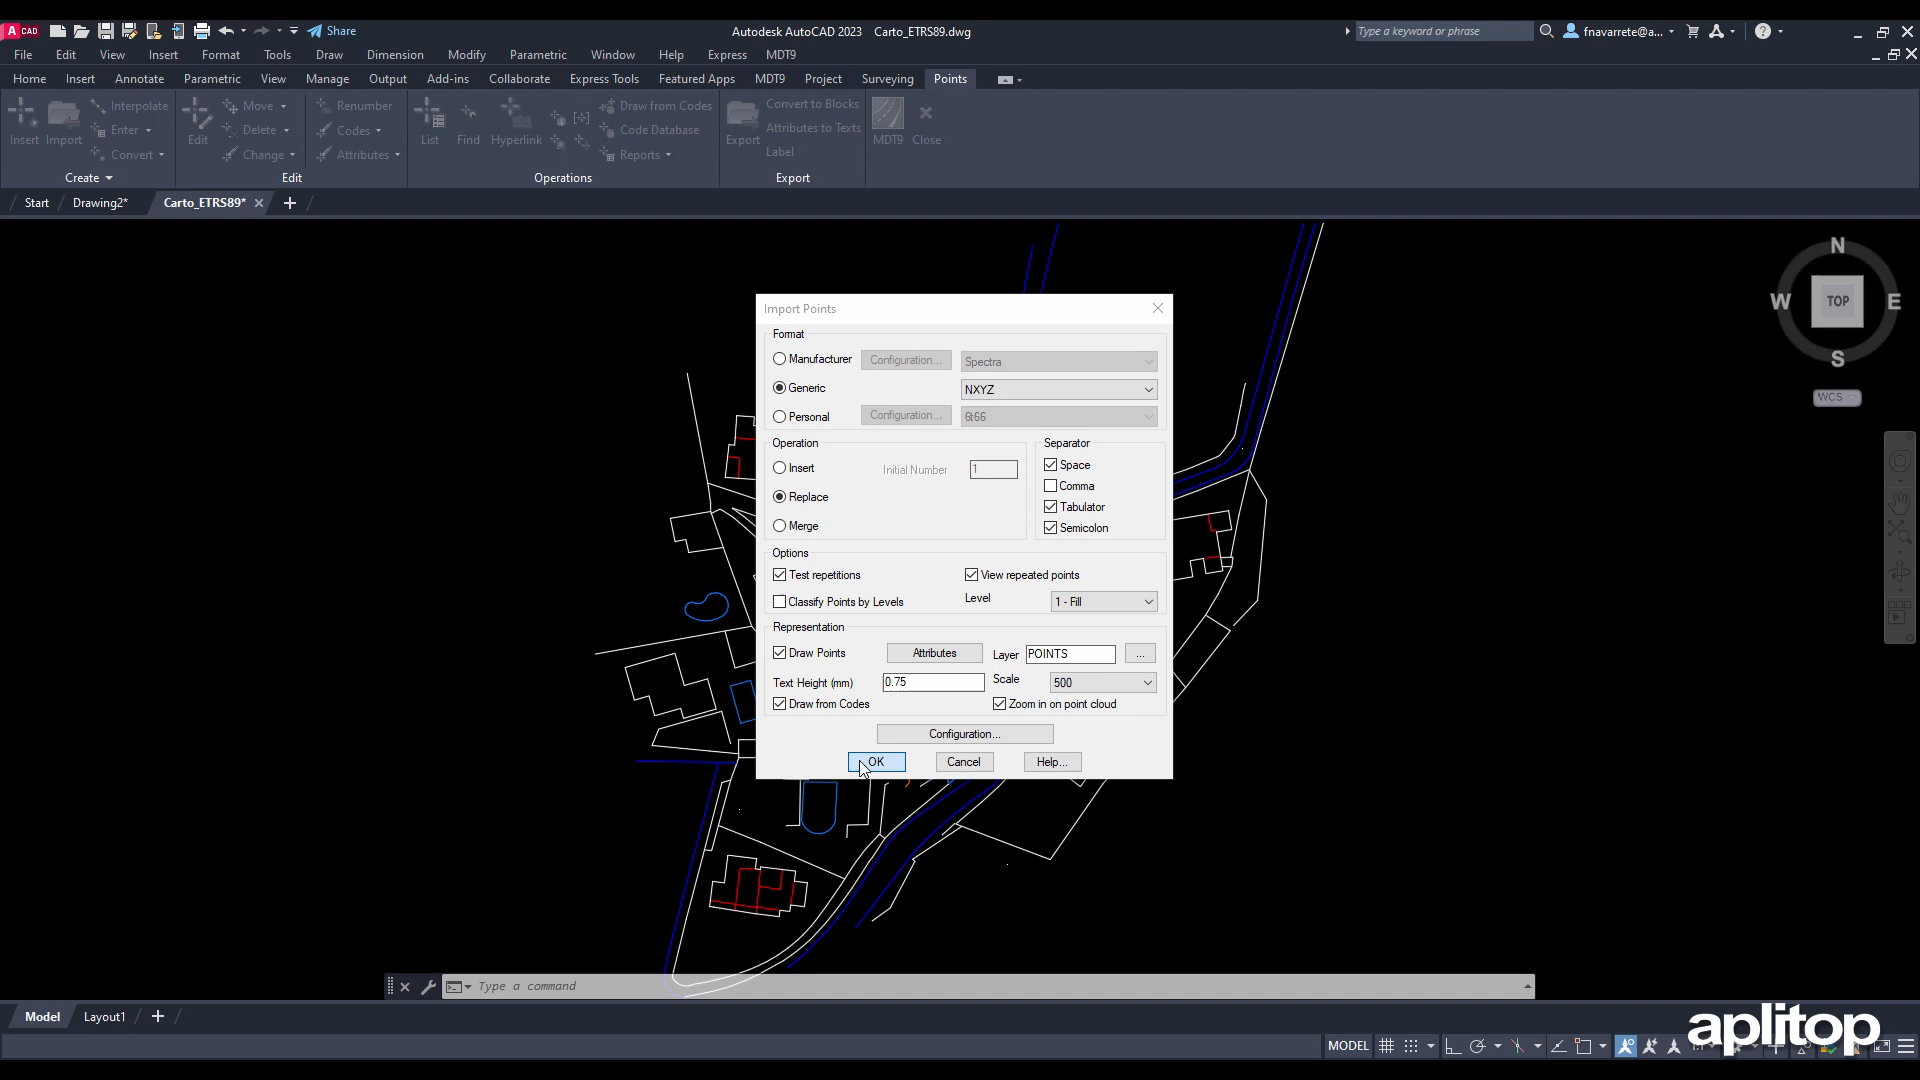 A CAD
Share
Autodesk AutoCAD 2023 Carto_ETRS89.dwg
Type a keyword or phrase
fnavarrete@a...
File Edit View Insert Format Tools Draw Dimension Modify Parametric Window Help Express MDT9
Home Insert Annotate Parametric View Manage Output Add-ins Collaborate Express Tools Featured Apps MDT9 Project Surveying Points
Interpolate Move Renumber Draw from Codes Convert to Blocks
Enter Delete Codes Code Database Attributes to Texts
Insert Import Edit List Find Hyperlink Export MDT9 Close
Convert Change Attributes Reports Label
Create Edit Operations Export
Start Drawing2* Carto_ETRS89*
N
W TOP E
S
WCS
Import Points
Format
Manufacturer Configuration... Spectra
Generic NXYZ
Personal Configuration... 6t66
Operation Separator
Insert Initial Number 1 Space
Comma
Replace
Tabulator
Merge Semicolon
Options
Test repetitions View repeated points
Classify Points by Levels Level 1 - Fill
Representation
Draw Points Attributes Layer POINTS ...
Text Height (mm) 0.75 Scale 500
Draw from Codes Zoom in on point cloud
Configuration...
OK Cancel Help...
Type a command
Model Layout1
MODEL
aplitop